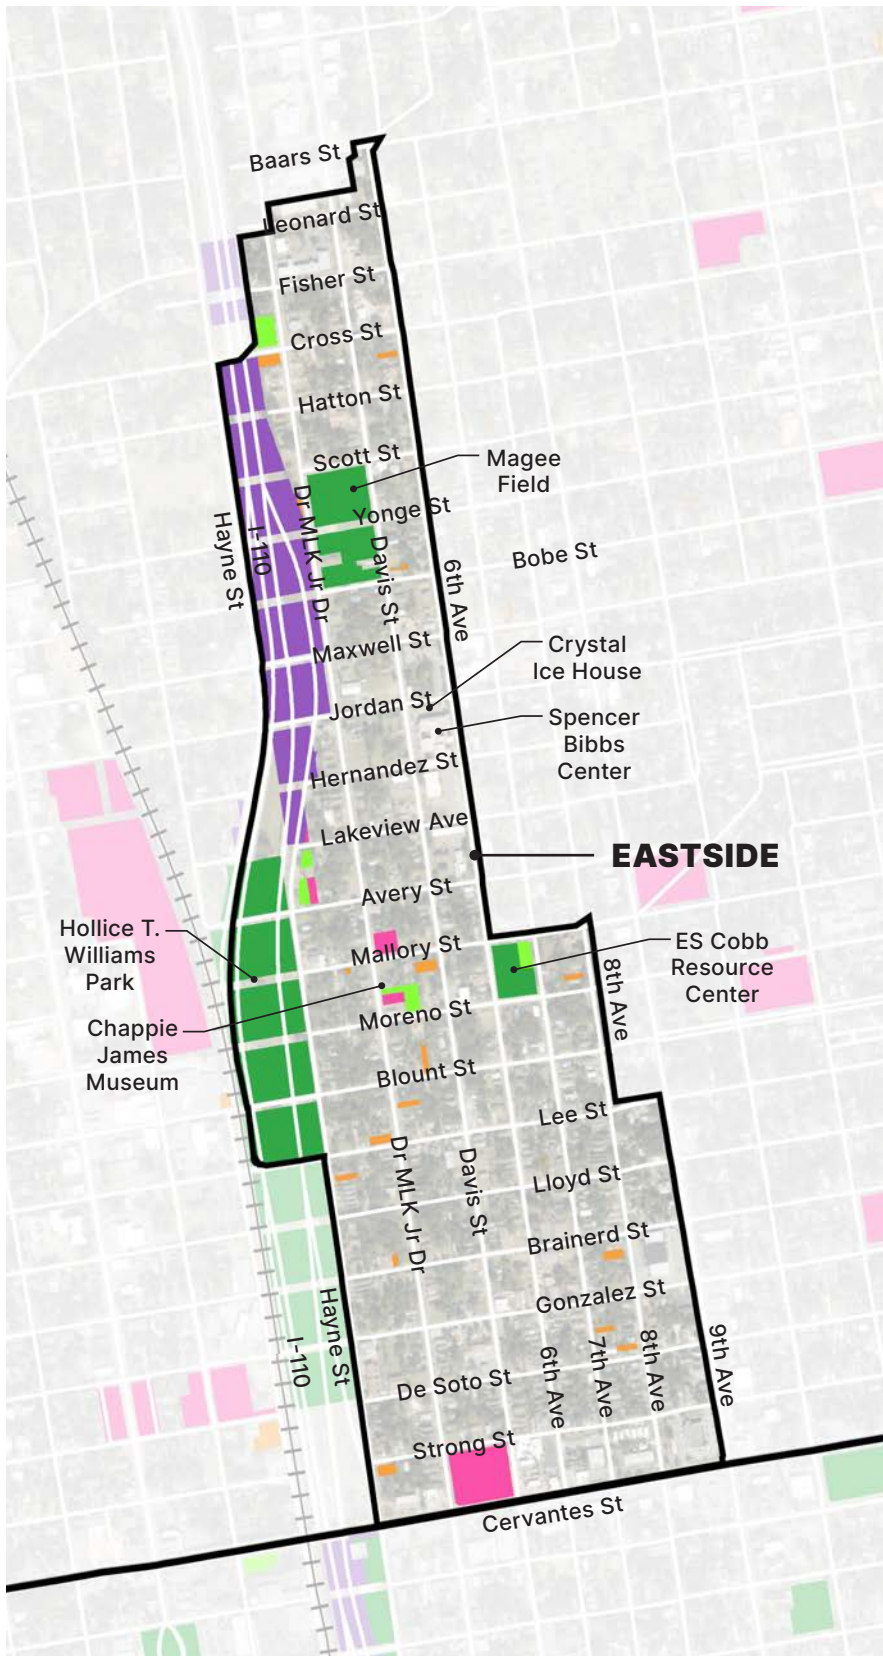 Baars St
Leonard St
Fisher St
Cross St
Hatton St
Scott St
Magee
Field
Yonge St
Dr MLK Jr Dr
Hayne St
I-110
Davis St
6th Ave
Bobe St
Maxwell St
Crystal
Ice House
Jordan St
Spencer
Bibbs
Center
Hernandez St
Lakeview Ave
EASTSIDE
Avery St
Hollice T.
Williams
Park
Mallory St
ES Cobb
Resource
Center
8th Ave
Chappie
James
Museum
Moreno St
Blount St
Lee St
Dr MLK Jr Dr
Davis St
Lloyd St
Brainerd St
Gonzalez St
Hayne St
I-110
De Soto St
6th Ave
7th Ave
8th Ave
9th Ave
Strong St
Cervantes St